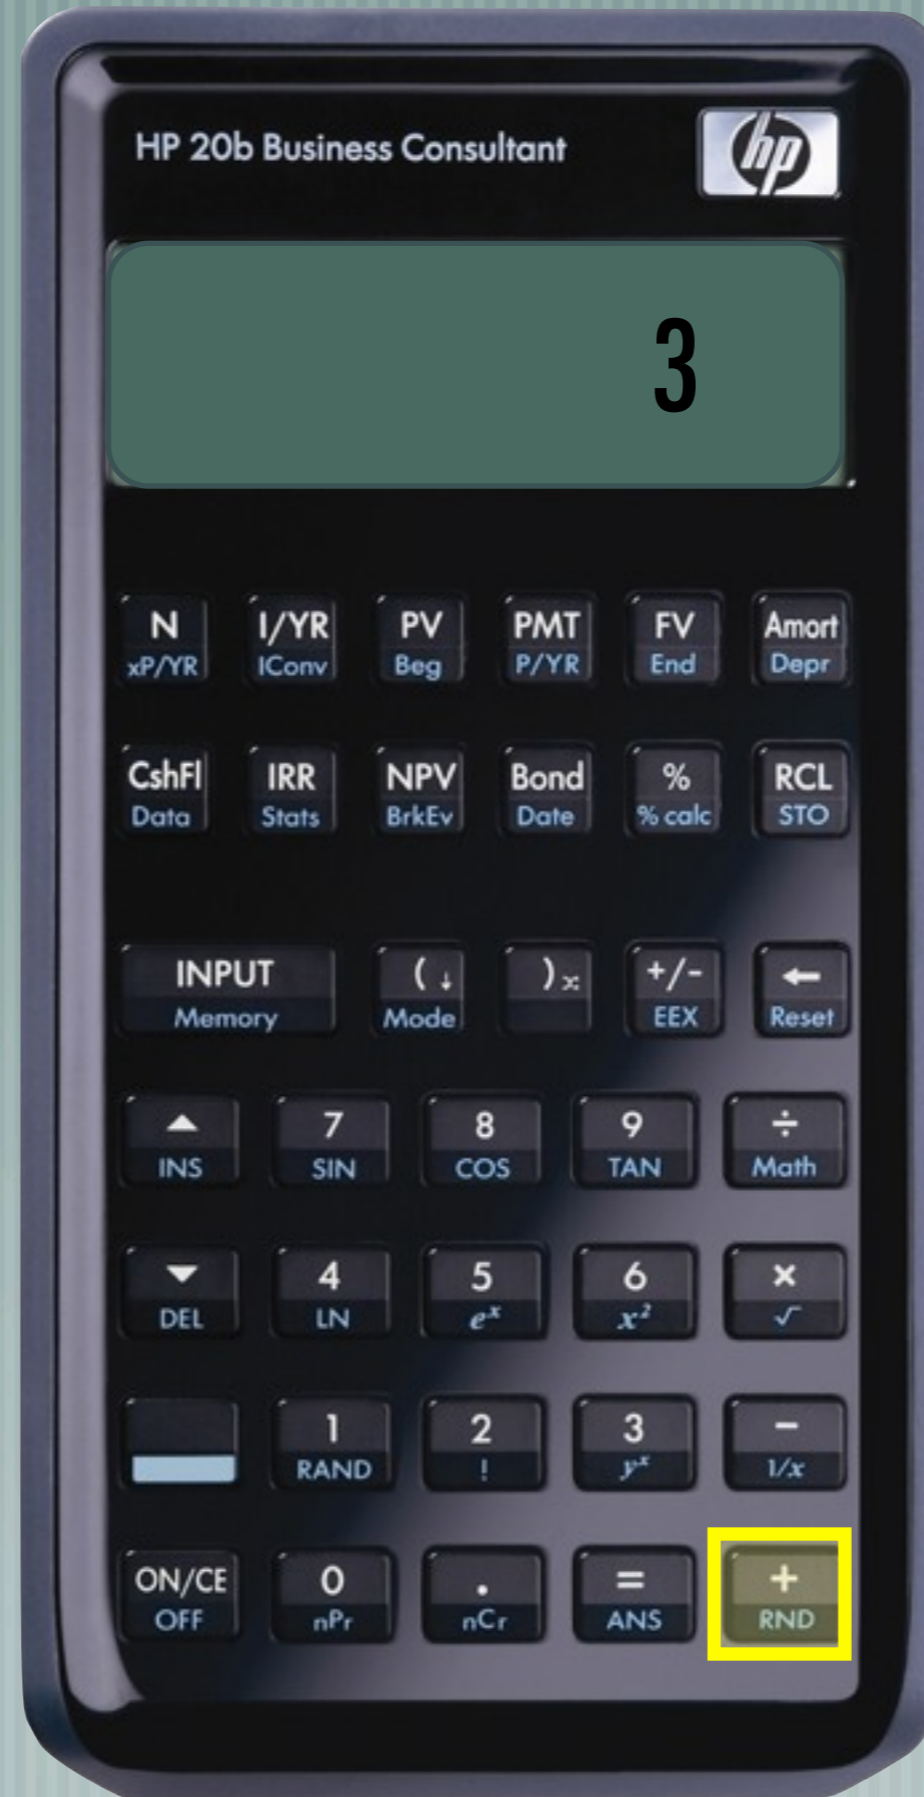 HP 20b Business Consultant
hp
3
N I/YR PV PMT FV Amort
xP/YR IConv Beg P/YR End Depr
CshFl IRR NPV Bond % RCL
Data Stats BrkEv Date % calc STO
INPUT ( ↓ ) +/- ←
Memory Mode EEX Reset
▲ 7 8 9 ÷
INS SIN COS TAN Math
▼ 4 5 6 ×
DEL LN eˣ x² √
1 2 3 −
RAND ! yˣ 1/x
ON/CE 0 . = +
OFF nPr nCr ANS RND